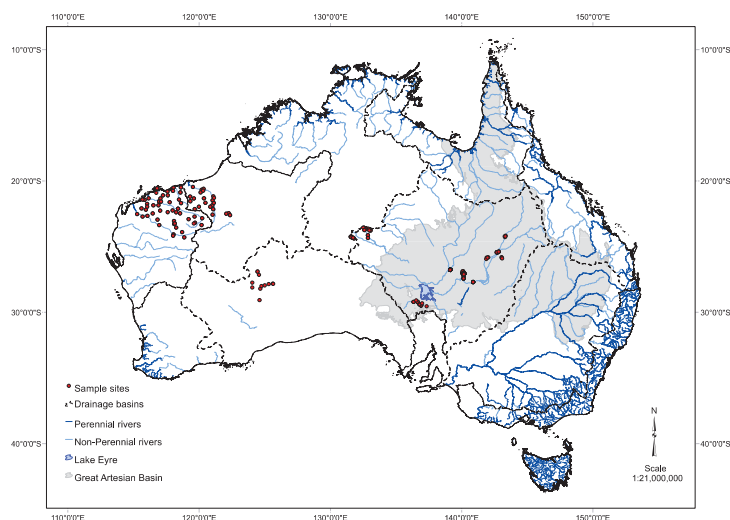 110°0'0"E 120°0'0"E 130°0'0"E 140°0'0"E 150°0'0"E
10°0'0"S 10°0'0"S
20°0'0"S 20°0'0"S
30°0'0"S 30°0'0"S
Sample sites
Drainage basins
Perennial rivers
Non-Perennial rivers
Lake Eyre
Great Artesian Basin
40°0'0"S 40°0'0"S
N
Scale
1:21,000,000
110°0'0"E 120°0'0"E 130°0'0"E 140°0'0"E 150°0'0"E